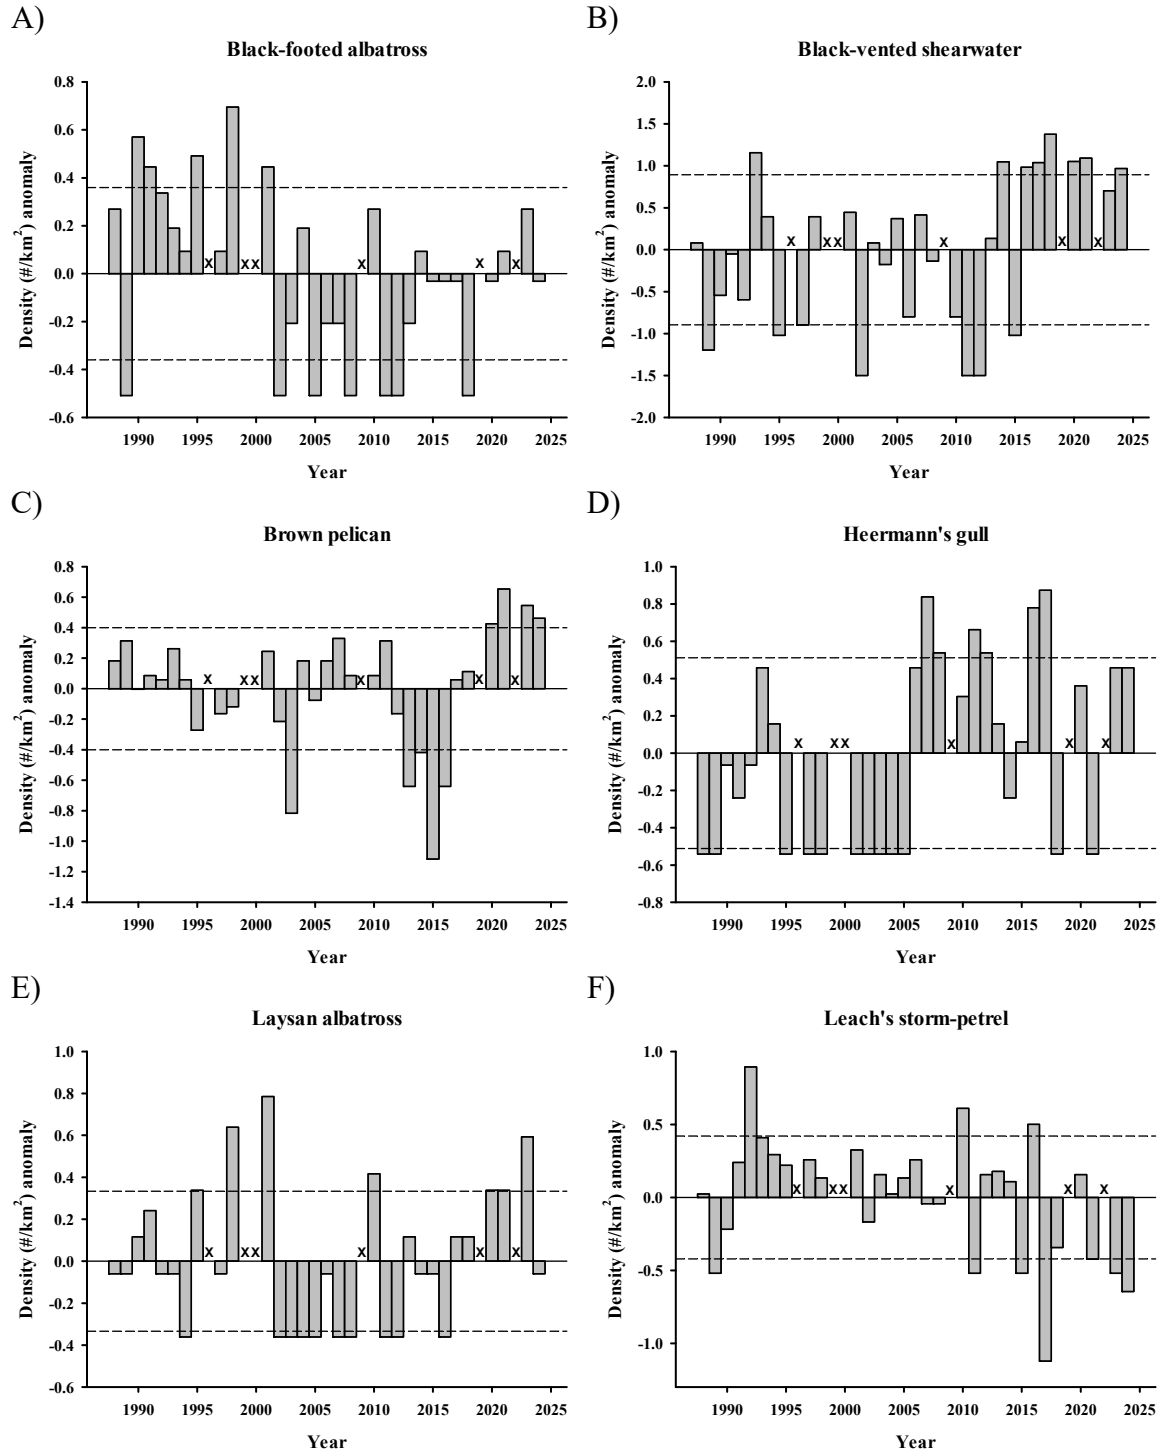 A)
Black-footed albatross
Density (#/km²) anomaly
0.8
0.6
0.4
0.2
0.0
-0.2
-0.4
-0.6
x x x x x x
1990 1995 2000 2005 2010 2015 2020 2025
Year
B)
Black-vented shearwater
Density (#/km²) anomaly
2.0
1.5
1.0
0.5
0.0
-0.5
-1.0
-1.5
-2.0
x x x x x x
1990 1995 2000 2005 2010 2015 2020 2025
Year
C)
Brown pelican
Density (#/km²) anomaly
0.8
0.6
0.4
0.2
0.0
-0.2
-0.4
-0.6
-0.8
-1.0
-1.2
-1.4
x x x x x x
1990 1995 2000 2005 2010 2015 2020 2025
Year
D)
Heermann's gull
Density (#/km²) anomaly
1.0
0.8
0.6
0.4
0.2
0.0
-0.2
-0.4
-0.6
-0.8
x x x x x x
1990 1995 2000 2005 2010 2015 2020 2025
Year
E)
Laysan albatross
Density (#/km²) anomaly
1.0
0.8
0.6
0.4
0.2
0.0
-0.2
-0.4
-0.6
x x x x x x
1990 1995 2000 2005 2010 2015 2020 2025
Year
F)
Leach's storm-petrel
Density (#/km²) anomaly
1.0
0.5
0.0
-0.5
-1.0
x x x x x x
1990 1995 2000 2005 2010 2015 2020 2025
Year